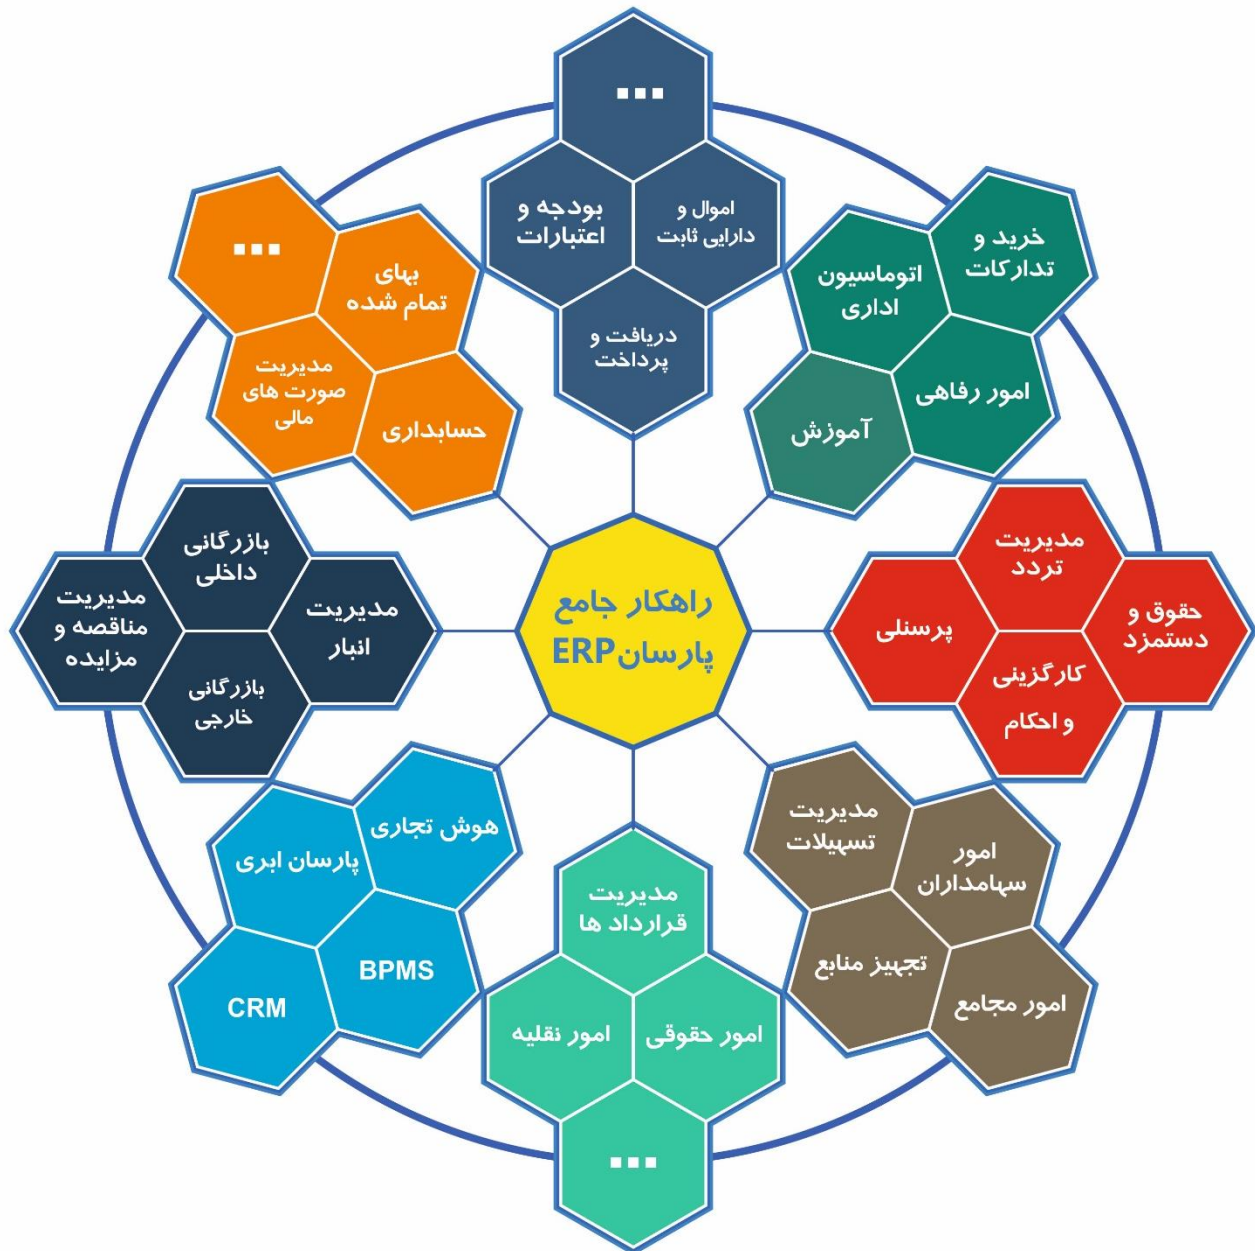 ...
بودجه و
اعتبارات
اموال و
دارایی ثابت
دریافت و
پرداخت
خرید و
تدارکات
اتوماسیون
اداری
امور رفاهی
آموزش
مدیریت
تردد
حقوق و
دستمزد
پرسنلی
کارگزینی
و احکام
مدیریت
تسهیلات
امور
سهامداران
تجهیز منابع
امور مجامع
مدیریت
قرارداد ها
امور حقوقی
امور نقلیه
...
هوش تجاری
پارسان ابری
BPMS
CRM
بازرگانی
داخلی
مدیریت
انبار
مدیریت
مناقصه و
مزایده
بازرگانی
خارجی
...
بهای
تمام شده
مدیریت
صورت های
مالی
حسابداری
راهکار جامع
پارسان ERP